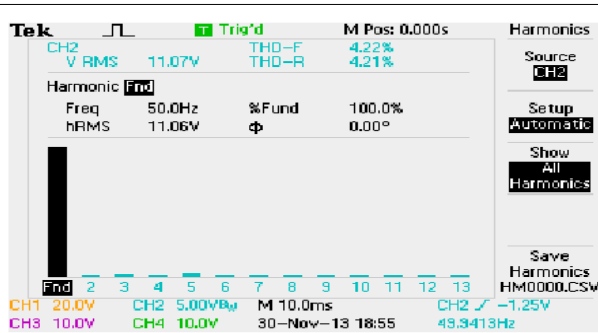 Tek Trig'd M Pos: 0.000s Harmonics
CH2 THD-F 4.22%
V RMS 11.07V THD-R 4.21%
Source
CH2
Harmonic Fnd
Freq 50.0Hz %Fund 100.0%
hRMS 11.06V Φ 0.00°
Setup
Automatic
Show
All
Harmonics
Save
Harmonics
HM0000.CSV
Fnd 2 3 4 5 6 7 8 9 10 11 12 13
CH1 20.0V CH2 5.00VBW M 10.0ms CH2 -1.25V
CH3 10.0V CH4 10.0V 30-Nov-13 18:55 49.9413Hz